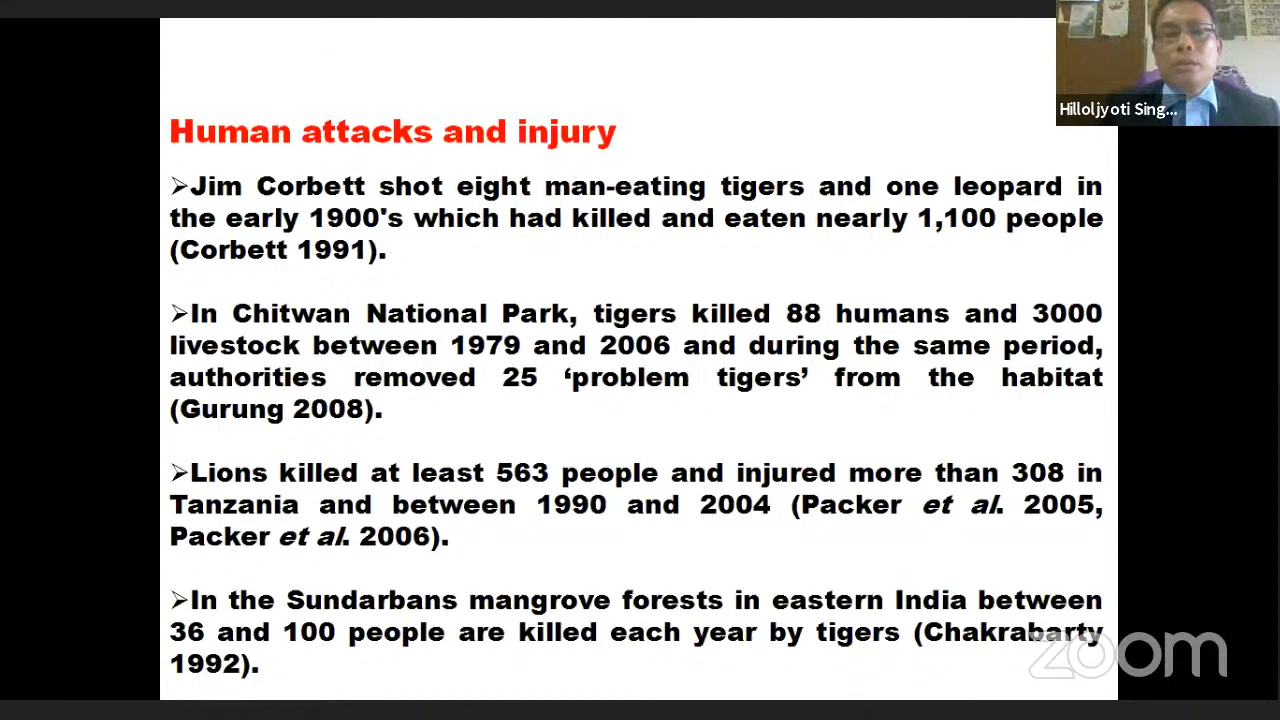 Hilloljyoti Sing...
Human attacks and injury
➢Jim Corbett shot eight man-eating tigers and one leopard in
the early 1900's which had killed and eaten nearly 1,100 people
(Corbett 1991).
➢In Chitwan National Park, tigers killed 88 humans and 3000
livestock between 1979 and 2006 and during the same period,
authorities removed 25 ‘problem tigers’ from the habitat
(Gurung 2008).
➢Lions killed at least 563 people and injured more than 308 in
Tanzania and between 1990 and 2004 (Packer et al. 2005,
Packer et al. 2006).
➢In the Sundarbans mangrove forests in eastern India between
36 and 100 people are killed each year by tigers (Chakrabarty
1992).
zoom